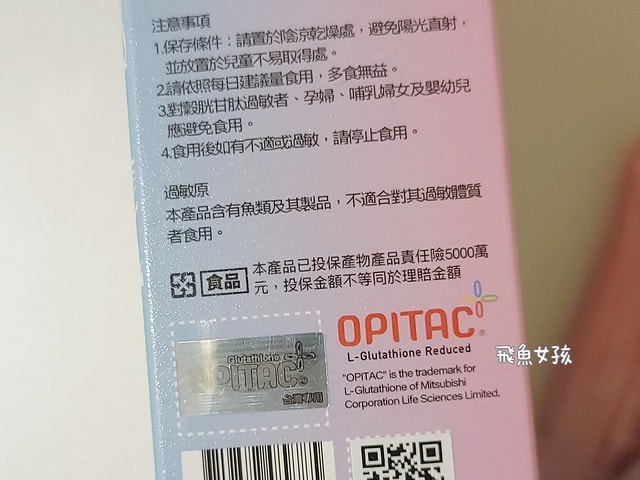 注意事項
1.保存條件：請置於陰涼乾燥處，避免陽光直射，
並放置於兒童不易取得處。
2.請依照每日建議量食用，多食無益。
3.對穀胱甘肽過敏者、孕婦、哺乳婦女及嬰幼兒
應避免食用。
4.食用後如有不適或過敏，請停止食用。
過敏原
本產品含有魚類及其製品，不適合對其過敏體質
者食用。
食品
本產品已投保產物產品責任險5000萬
元，投保金額不等同於理賠金額
Glutathione
OPITAC®
台灣專用
OPITAC®
L-Glutathione Reduced
"OPITAC" is the trademark for
L-Glutathione of Mitsubishi
Corporation Life Sciences Limited.
飛魚女孩